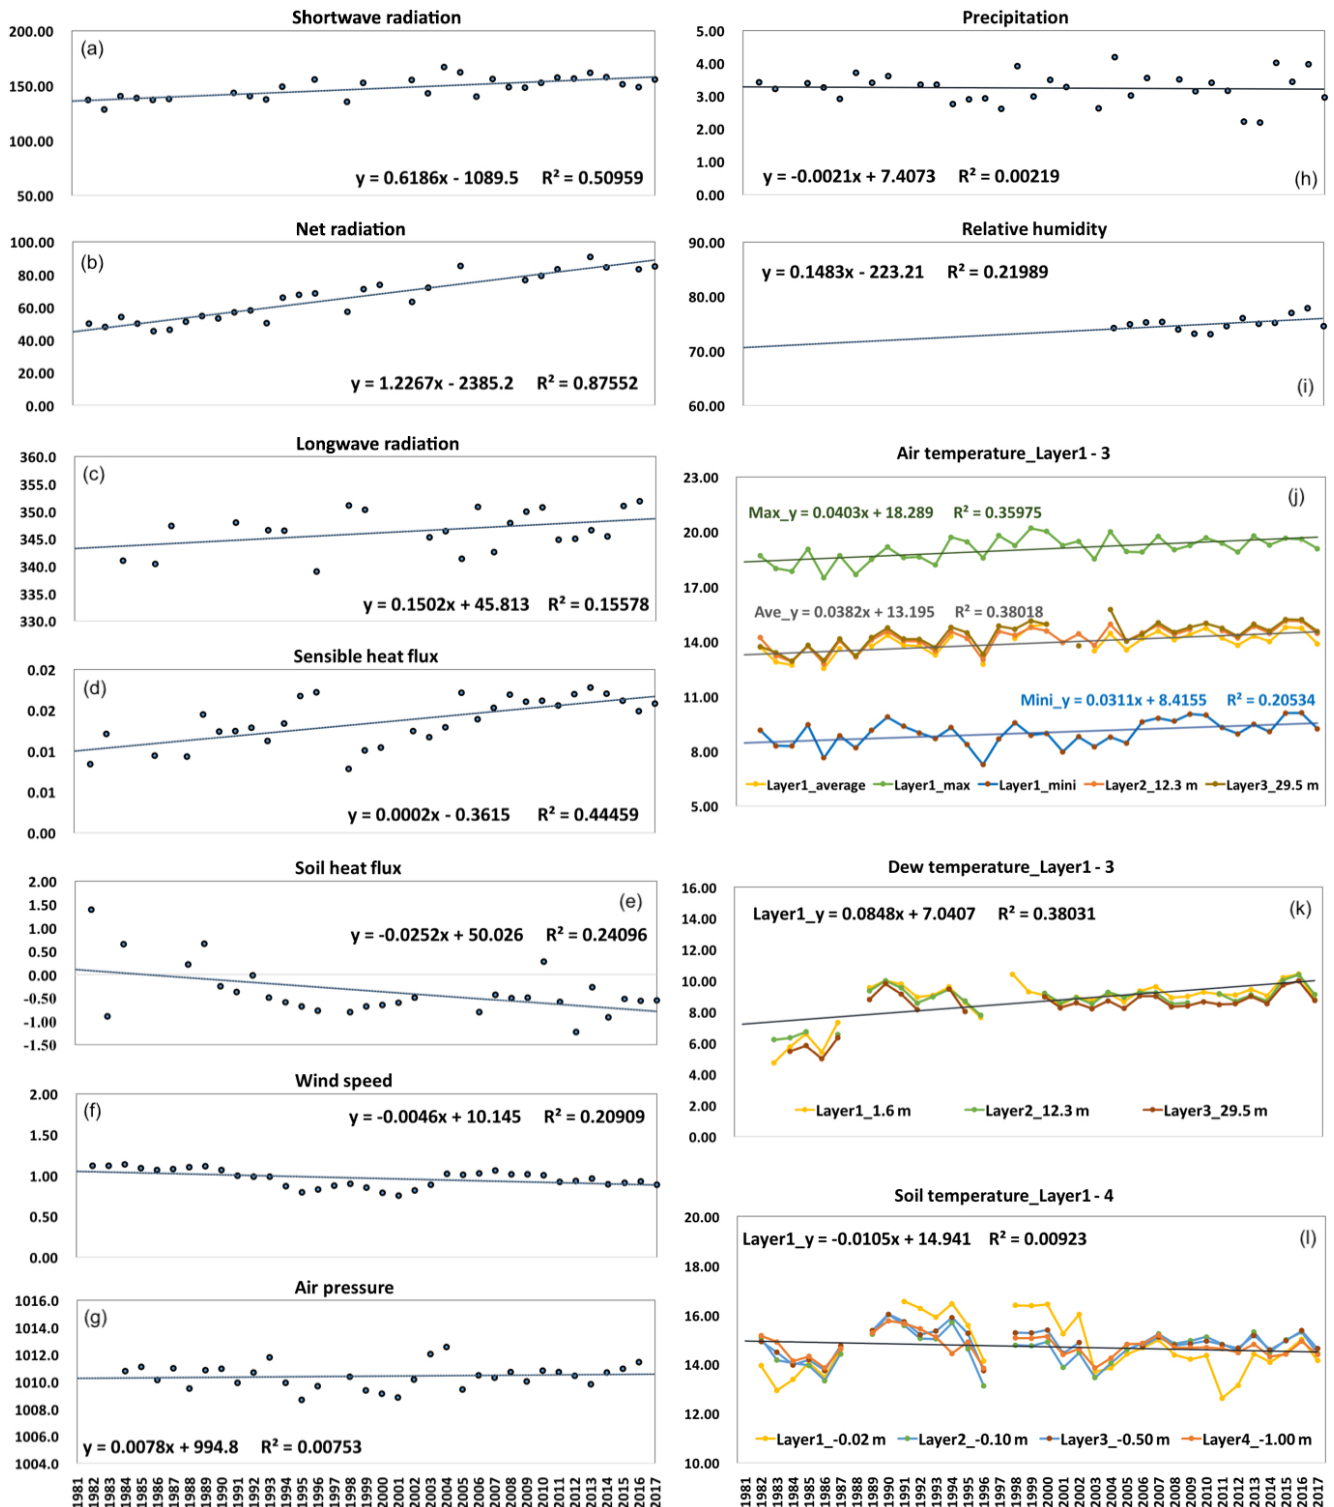 Shortwave radiation
200.00
(a)
150.00
100.00
y = 0.6186x - 1089.5 R² = 0.50959
50.00
Net radiation
100.00
(b)
80.00
60.00
40.00
20.00
y = 1.2267x - 2385.2 R² = 0.87552
0.00
Longwave radiation
360.0
(c)
355.0
350.0
345.0
340.0
335.0
y = 0.1502x + 45.813 R² = 0.15578
330.0
Sensible heat flux
0.02
(d)
0.02
0.01
0.01
y = 0.0002x - 0.3615 R² = 0.44459
0.00
Soil heat flux
2.00
(e)
1.50
1.00
y = -0.0252x + 50.026 R² = 0.24096
0.50
0.00
-0.50
-1.00
-1.50
Wind speed
2.00
(f)
y = -0.0046x + 10.145 R² = 0.20909
1.50
1.00
0.50
0.00
Air pressure
1016.0
(g)
1014.0
1012.0
1010.0
1008.0
1006.0
y = 0.0078x + 994.8 R² = 0.00753
1004.0
1981 1982 1983 1984 1985 1986 1987 1988 1989 1990 1991 1992 1993 1994 1995 1996 1997 1998 1999 2000 2001 2002 2003 2004 2005 2006 2007 2008 2009 2010 2011 2012 2013 2014 2015 2016 2017
Precipitation
5.00
4.00
3.00
2.00
1.00
y = -0.0021x + 7.4073 R² = 0.00219
(h)
0.00
Relative humidity
90.00
y = 0.1483x - 223.21 R² = 0.21989
80.00
70.00
(i)
60.00
Air temperature_Layer1 - 3
23.00
(j)
Max_y = 0.0403x + 18.289 R² = 0.35975
20.00
17.00
Ave_y = 0.0382x + 13.195 R² = 0.38018
14.00
11.00
Mini_y = 0.0311x + 8.4155 R² = 0.20534
8.00
Layer1_average Layer1_max Layer1_mini Layer2_12.3 m Layer3_29.5 m
5.00
Dew temperature_Layer1 - 3
16.00
(k)
Layer1_y = 0.0848x + 7.0407 R² = 0.38031
14.00
12.00
10.00
8.00
6.00
4.00
2.00
Layer1_1.6 m Layer2_12.3 m Layer3_29.5 m
0.00
Soil temperature_Layer1 - 4
20.00
Layer1_y = -0.0105x + 14.941 R² = 0.00923
(l)
18.00
16.00
14.00
12.00
Layer1_-0.02 m Layer2_-0.10 m Layer3_-0.50 m Layer4_-1.00 m
10.00
1981 1982 1983 1984 1985 1986 1987 1988 1989 1990 1991 1992 1993 1994 1995 1996 1997 1998 1999 2000 2001 2002 2003 2004 2005 2006 2007 2008 2009 2010 2011 2012 2013 2014 2015 2016 2017